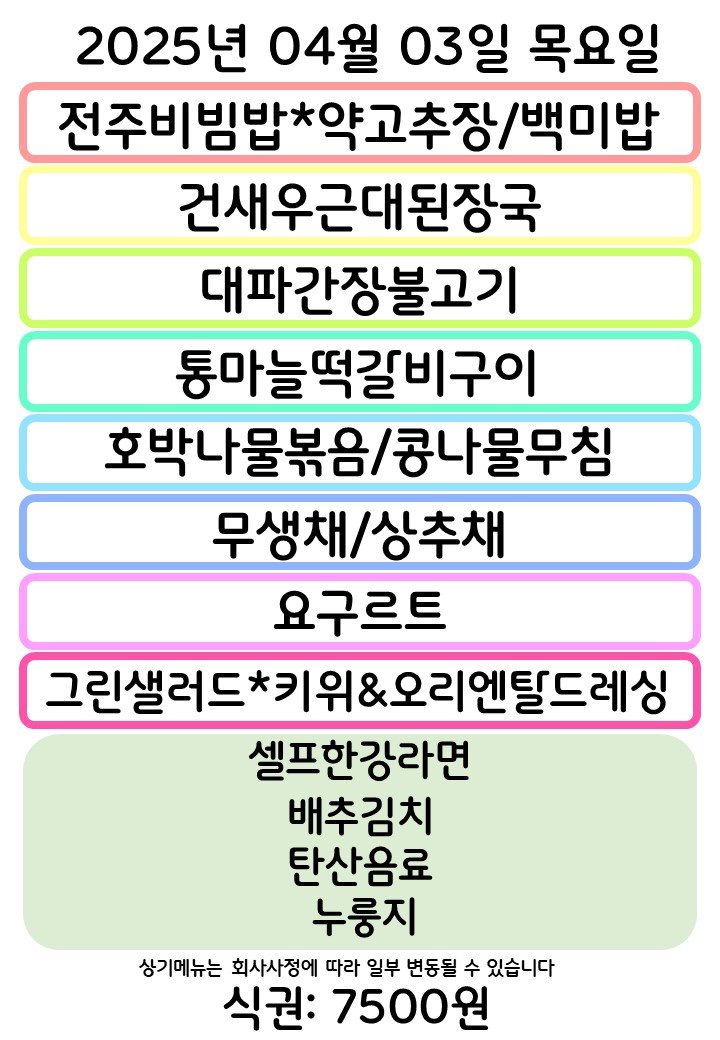 2025년 04월 03일 목요일
전주비빔밥*약고추장/백미밥
건새우근대된장국
대파간장불고기
통마늘떡갈비구이
호박나물볶음/콩나물무침
무생채/상추채
요구르트
그린샐러드*키위&오리엔탈드레싱
셀프한강라면
배추김치
탄산음료
누룽지
상기메뉴는 회사사정에 따라 일부 변동될 수 있습니다
식권: 7500원